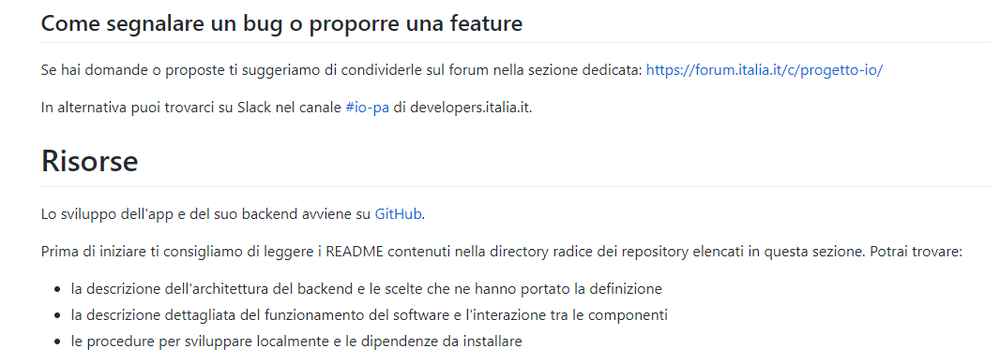 Come segnalare un bug o proporre una feature
Se hai domande o proposte ti suggeriamo di condividerle sul forum nella sezione dedicata: https://forum.italia.it/c/progetto-io/
In alternativa puoi trovarci su Slack nel canale #io-pa di developers.italia.it.
Risorse
Lo sviluppo dell'app e del suo backend avviene su GitHub.
Prima di iniziare ti consigliamo di leggere i README contenuti nella directory radice dei repository elencati in questa sezione. Potrai trovare:
• la descrizione dell'architettura del backend e le scelte che ne hanno portato la definizione
• la descrizione dettagliata del funzionamento del software e l'interazione tra le componenti
• le procedure per sviluppare localmente e le dipendenze da installare